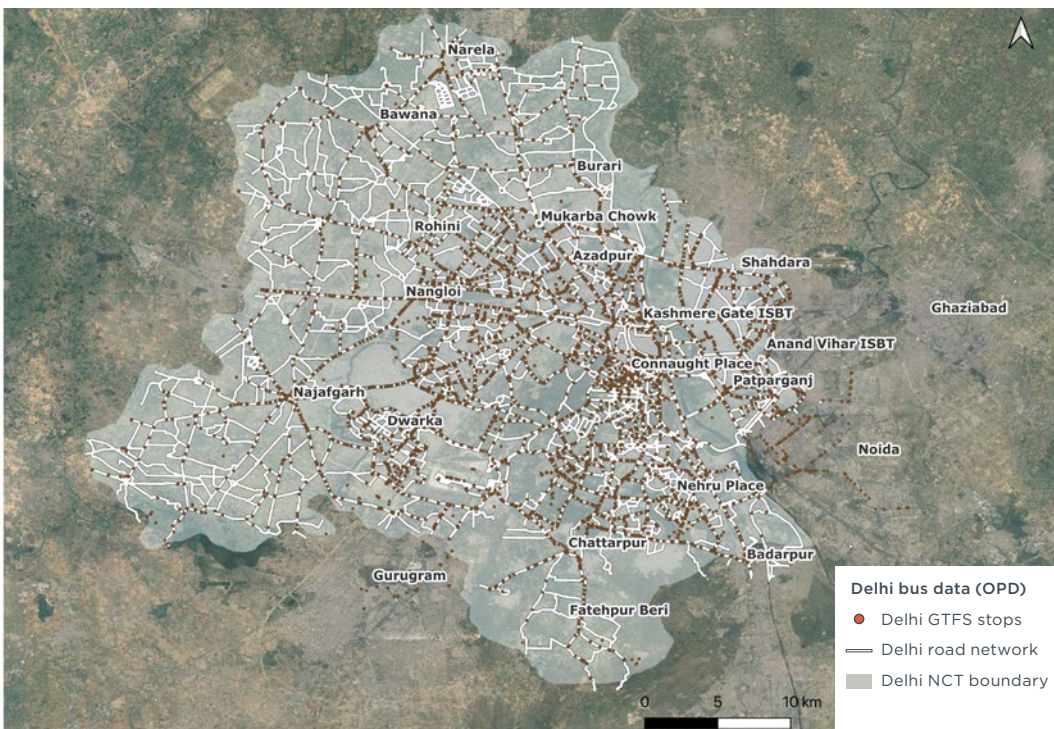 Narela
Bawana
Burari
Mukarba Chowk
Rohini
Azadpur
Shahdara
Nangloi
Ghaziabad
Kashmere Gate ISBT
Anand Vihar ISBT
Connaught Place
Patparganj
Najafgarh
Dwarka
Noida
Nehru Place
Chattarpur
Badarpur
Gurugram
Fatehpur Beri
Delhi bus data (OPD)
Delhi GTFS stops
Delhi road network
Delhi NCT boundary
0 5 10 km